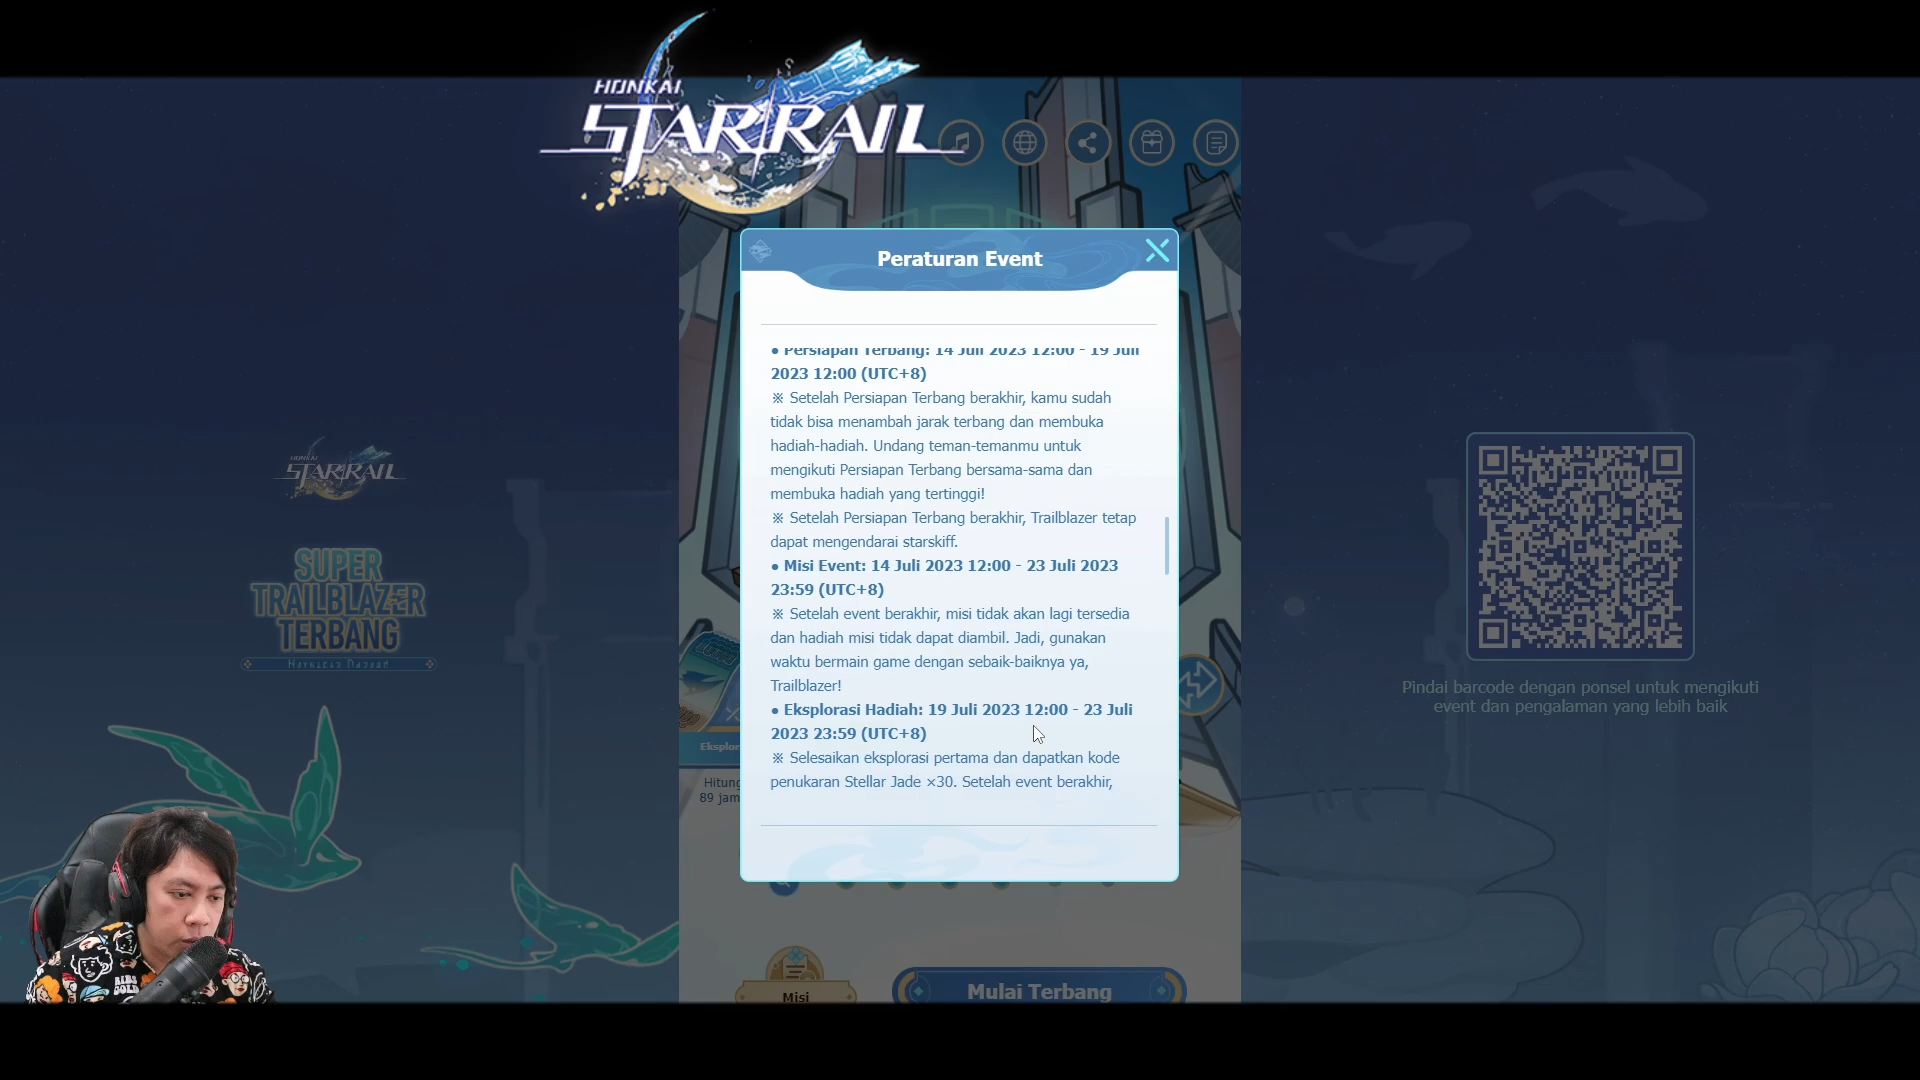 HONKAI
STAR RAIL
Peraturan Event
● Persiapan Terbang: 14 Juli 2023 12:00 - 19 Juli
2023 12:00 (UTC+8)
※ Setelah Persiapan Terbang berakhir, kamu sudah
tidak bisa menambah jarak terbang dan membuka
hadiah-hadiah. Undang teman-temanmu untuk
mengikuti Persiapan Terbang bersama-sama dan
membuka hadiah yang tertinggi!
※ Setelah Persiapan Terbang berakhir, Trailblazer tetap
dapat mengendarai starskiff.
● Misi Event: 14 Juli 2023 12:00 - 23 Juli 2023
23:59 (UTC+8)
※ Setelah event berakhir, misi tidak akan lagi tersedia
dan hadiah misi tidak dapat diambil. Jadi, gunakan
waktu bermain game dengan sebaik-baiknya ya,
Trailblazer!
● Eksplorasi Hadiah: 19 Juli 2023 12:00 - 23 Juli
2023 23:59 (UTC+8)
※ Selesaikan eksplorasi pertama dan dapatkan kode
penukaran Stellar Jade ×30. Setelah event berakhir,
HONKAI
STAR RAIL
SUPER
TRAILBLAZER
TERBANG
Eksplor
Hitung
89 jam
Misi
Mulai Terbang
Pindai barcode dengan ponsel untuk mengikuti
event dan pengalaman yang lebih baik